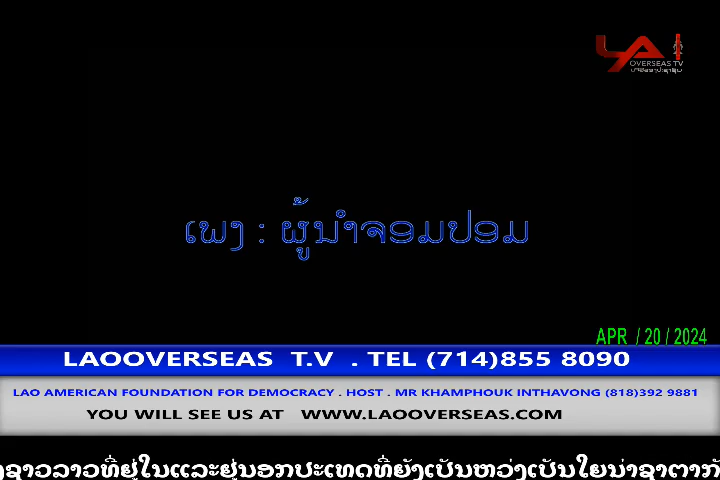 LAO
OVERSEAS TV
ເພງ : ຜູ້ນຳຈອມປອມ
APR / 20 / 2024
LAOOVERSEAS T.V . TEL (714)855 8090
LAO AMERICAN FOUNDATION FOR DEMOCRACY . HOST . MR KHAMPHOUK INTHAVONG (818)392 9881
YOU WILL SEE US AT WWW.LAOOVERSEAS.COM
ຊາວລາວທີ່ຢູ່ໃນແລະຢູ່ນອກປະເທດທີ່ຍັງເປັນຫວ່ງເປັນໃຍນຳຊາຕາກ